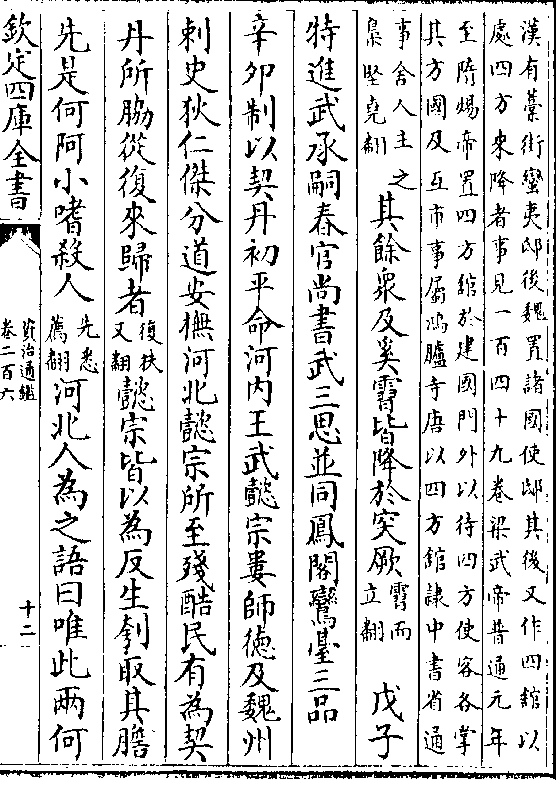 漢有藁街蠻夷邸後魏置諸國使邸其後又作四館以
處四方來降者事見一百四十九卷梁武帝普通元年
至隋煬帝置四方館於建國門外以待四方使客各掌
其方國及互市事屬鴻臚寺唐以四方館隸中書省通
事舍人主之
梟堅堯翻
其餘衆及奚霫皆降於突厥
霫而
立翻
戊子
特進武承嗣春官尚書武三思並同鳳閣鸞臺三品
辛卯制以契丹初平命河內王武懿宗婁師德及魏州
刺史狄仁傑分道安撫河北懿宗所至殘酷民有為契
丹所脇從復來歸者
復扶
又翻
懿宗皆以為反生刳取其膽
先是何阿小嗜殺人
先悉
薦翻
河北人為之語曰唯此兩何
欽定四庫全書
資治通鑑
卷二百六
十二